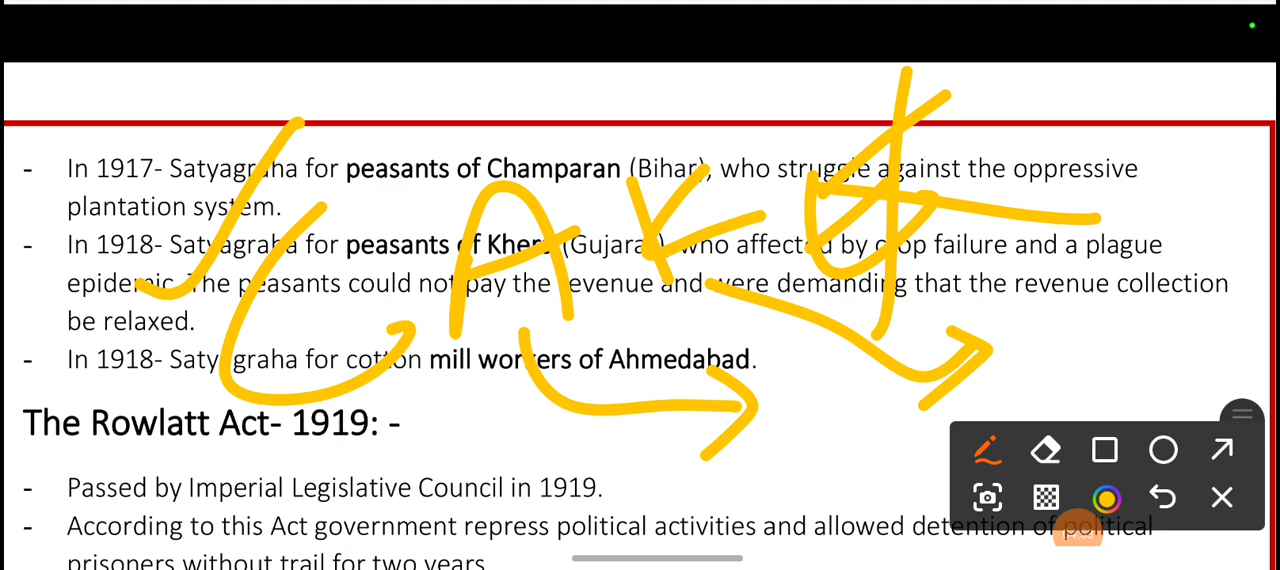 - In 1917- Satyagraha for peasants of Champaran (Bihar), who struggle against the oppressive
plantation system.
- In 1918- Satyagraha for peasants of Kheda (Gujarat), who affected by crop failure and a plague
epidemic. The peasants could not pay the revenue and were demanding that the revenue collection
be relaxed.
- In 1918- Satyagraha for cotton mill workers of Ahmedabad.
C A K
The Rowlatt Act- 1919: -
- Passed by Imperial Legislative Council in 1919.
- According to this Act government repress political activities and allowed detention of political
prisoners without trail for two years